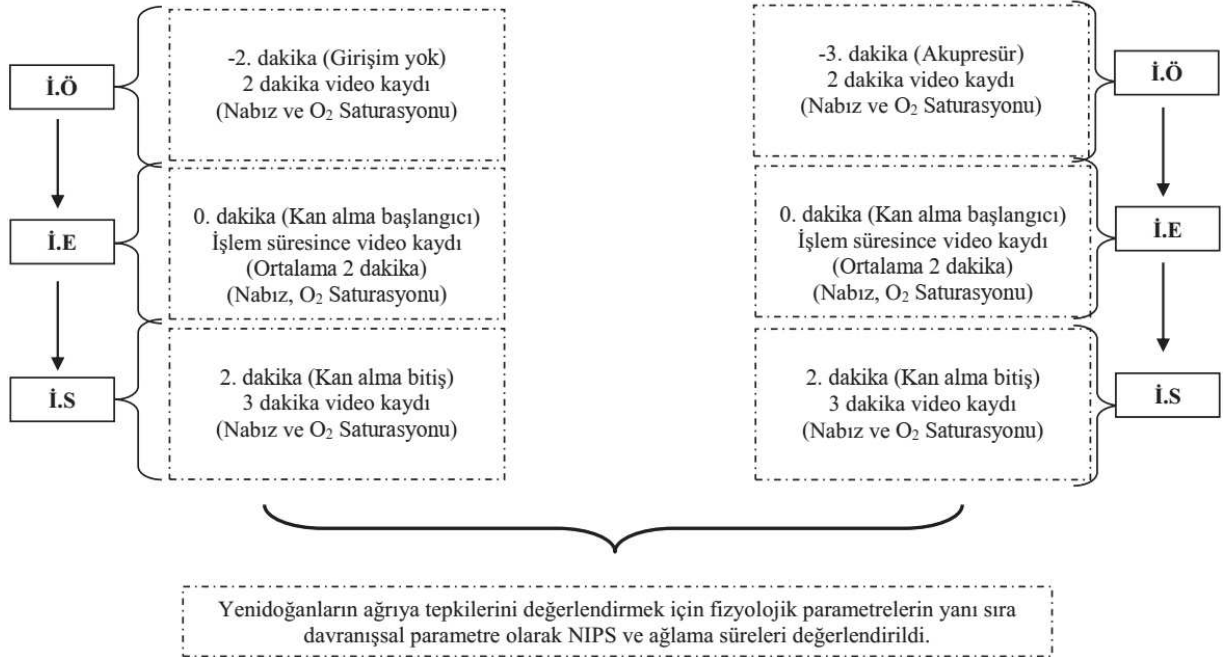 İ.Ö
-2. dakika (Girişim yok)
2 dakika video kaydı
(Nabız ve O₂ Saturasyonu)
İ.E
0. dakika (Kan alma başlangıcı)
İşlem süresince video kaydı
(Ortalama 2 dakika)
(Nabız, O₂ Saturasyonu)
İ.S
2. dakika (Kan alma bitiş)
3 dakika video kaydı
(Nabız ve O₂ Saturasyonu)
-3. dakika (Akupresür)
2 dakika video kaydı
(Nabız ve O₂ Saturasyonu)
İ.Ö
0. dakika (Kan alma başlangıcı)
İşlem süresince video kaydı
(Ortalama 2 dakika)
(Nabız, O₂ Saturasyonu)
İ.E
2. dakika (Kan alma bitiş)
3 dakika video kaydı
(Nabız ve O₂ Saturasyonu)
İ.S
Yenidoğanların ağrıya tepkilerini değerlendirmek için fizyolojik parametrelerin yanı sıra
davranışsal parametre olarak NIPS ve ağlama süreleri değerlendirildi.